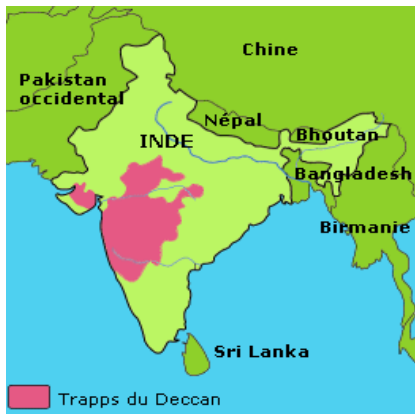 Chine
Pakistan
occidental
Népal
INDE
Bhoutan
Bangladesh
Birmanie
Sri Lanka
Trapps du Deccan